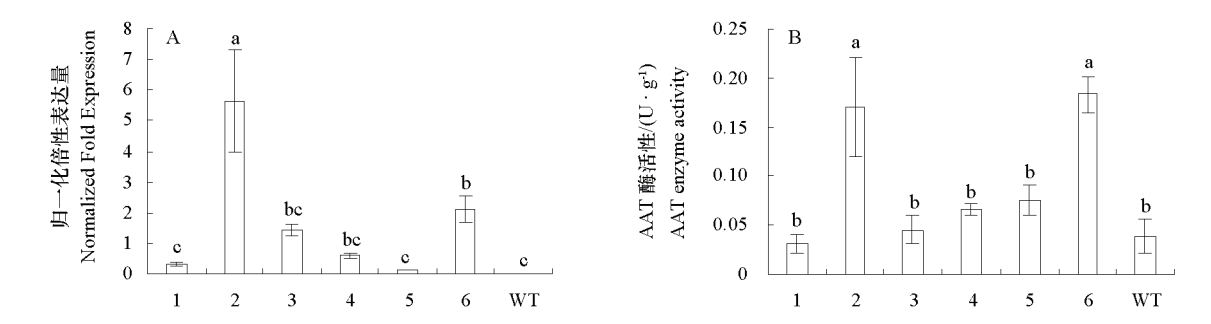 A
归一化倍性表达量
Normalized Fold Expression
8
7
6
5
4
3
2
1
0
c
a
bc
bc
c
b
c
1 2 3 4 5 6 WT
B
AAT 酶活性/(U · g⁻¹)
AAT enzyme activity
0.25
0.20
0.15
0.10
0.05
0
b
a
b
b
b
a
b
1 2 3 4 5 6 WT